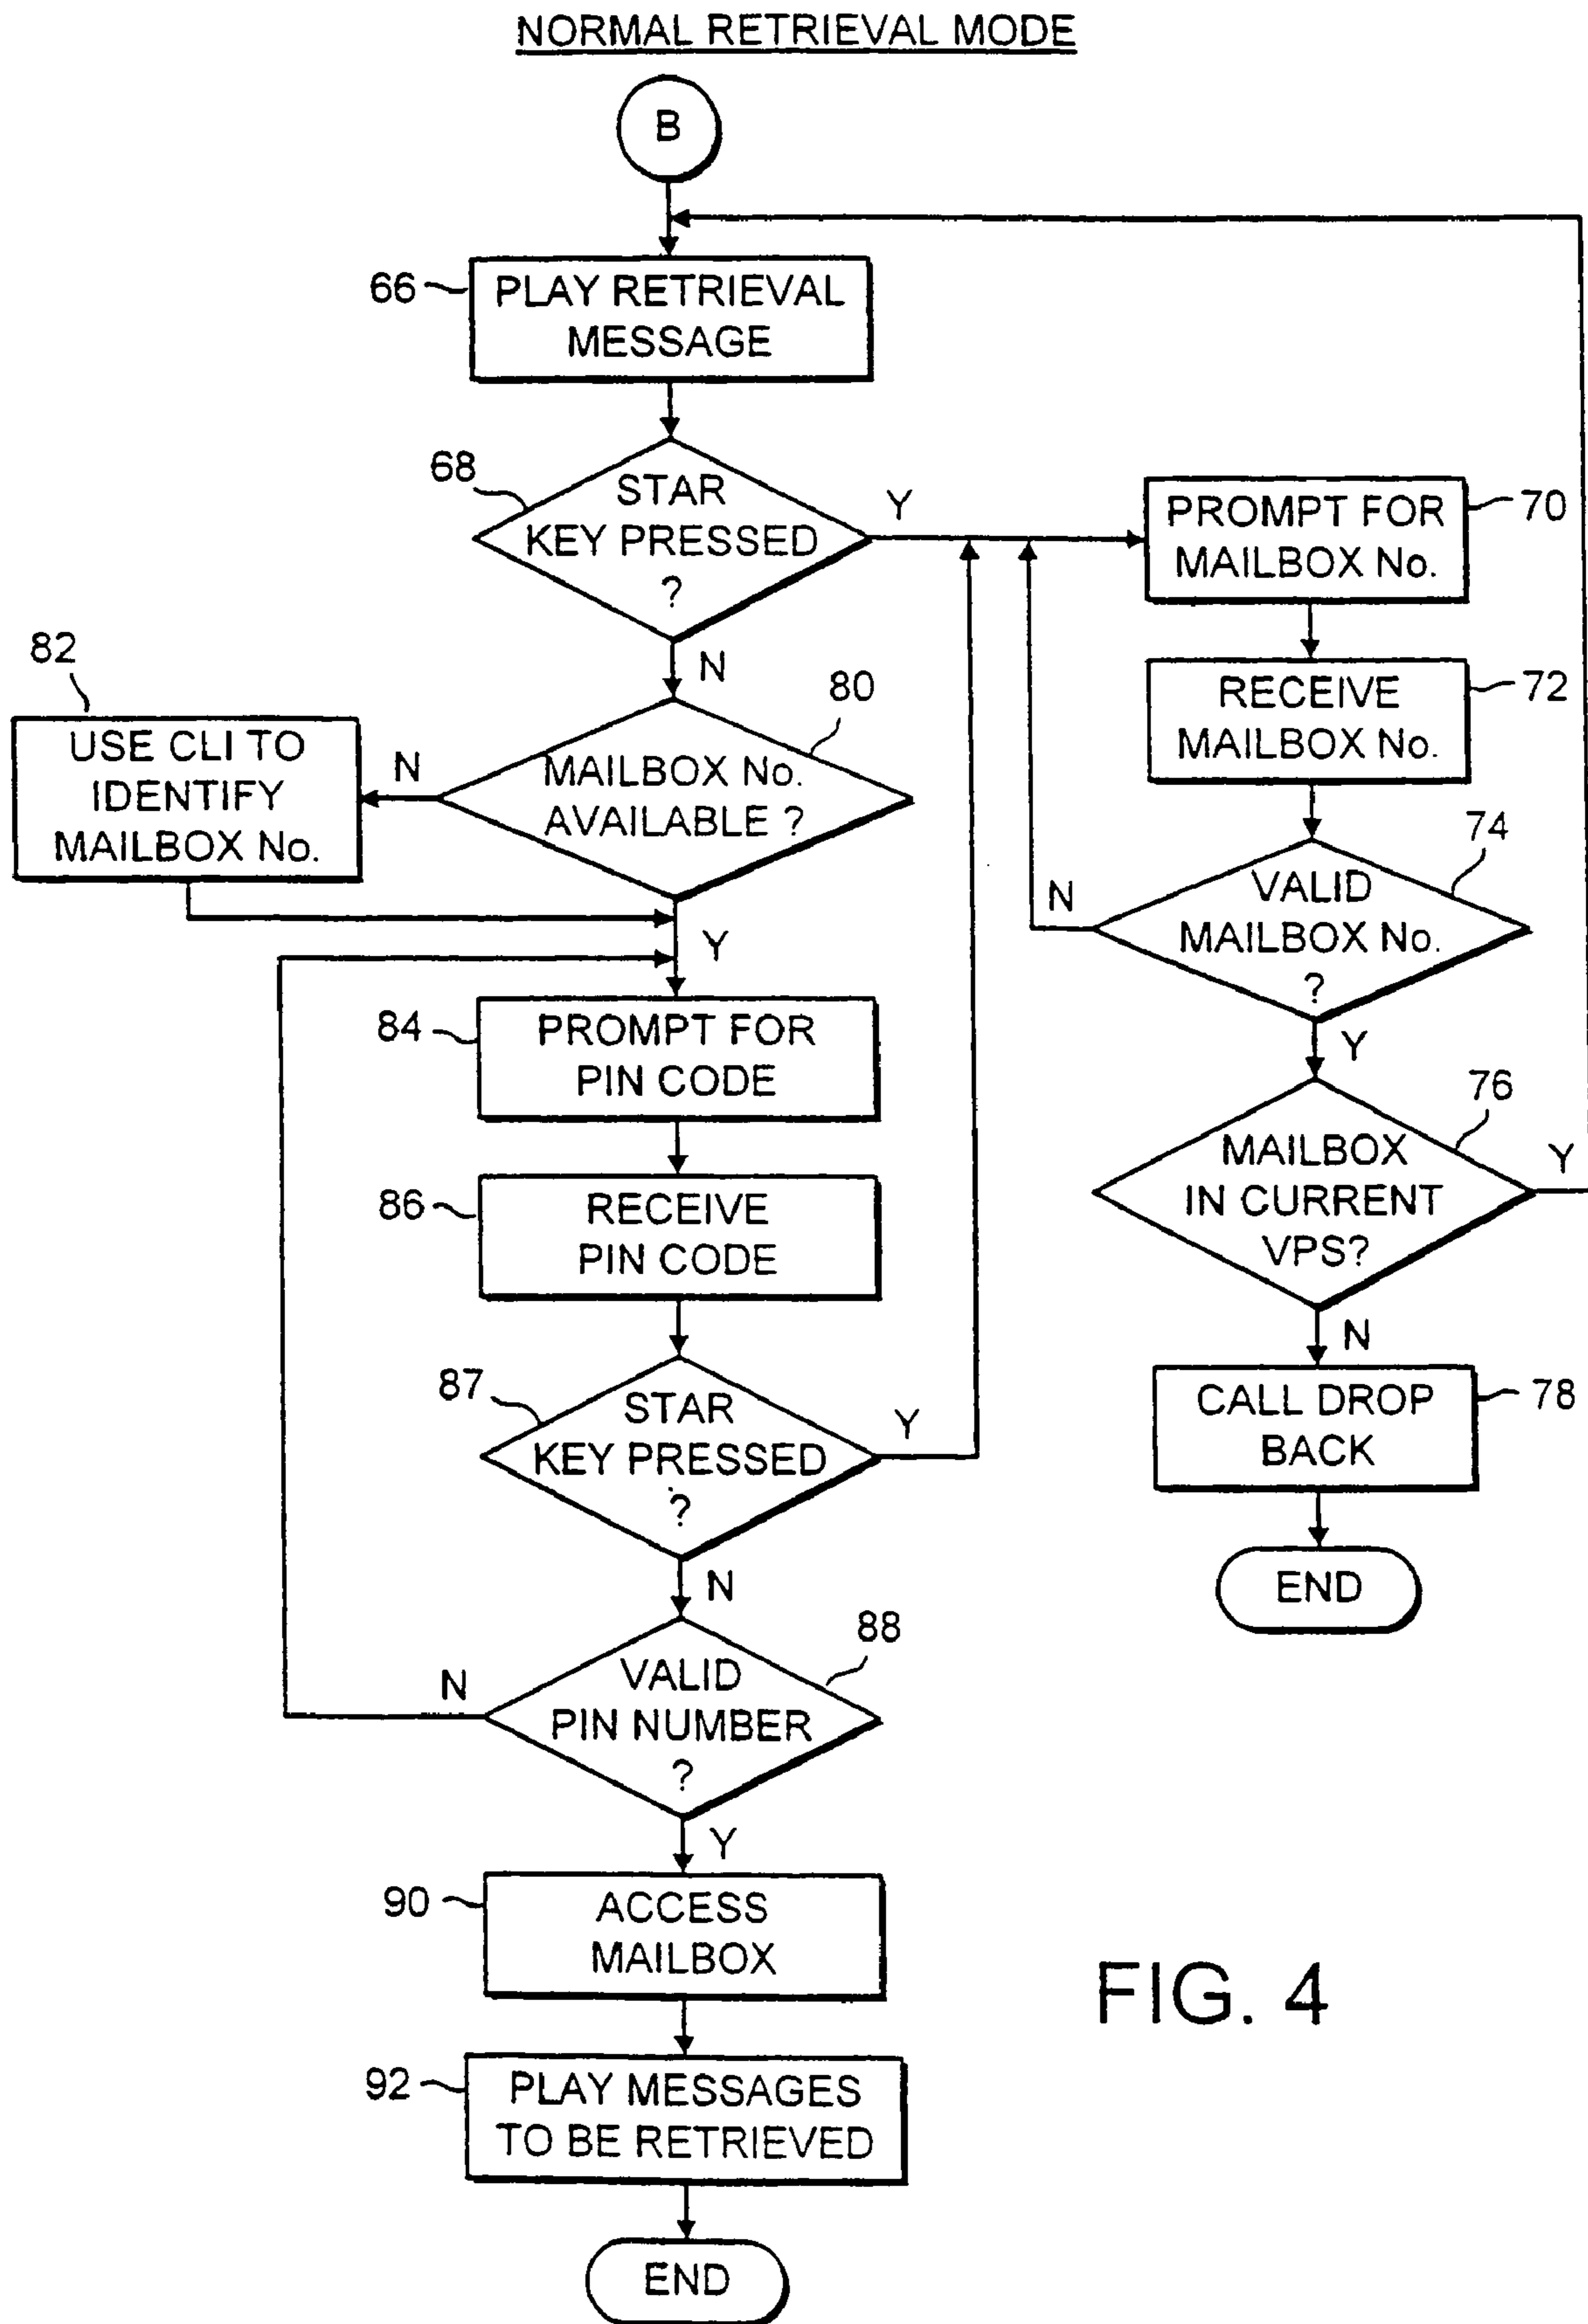 NORMAL RETRIEVAL MODE
B
66
PLAY RETRIEVAL
MESSAGE
68
STAR
KEY PRESSED
?
Y
N
70
PROMPT FOR
MAILBOX No.
72
RECEIVE
MAILBOX No.
74
VALID
MAILBOX No.
?
N
Y
76
MAILBOX
IN CURRENT
VPS?
Y
N
78
CALL DROP
BACK
END
80
MAILBOX No.
AVAILABLE ?
N
Y
82
USE CLI TO
IDENTIFY
MAILBOX No.
84
PROMPT FOR
PIN CODE
86
RECEIVE
PIN CODE
87
STAR
KEY PRESSED
?
Y
N
88
VALID
PIN NUMBER
?
N
Y
90
ACCESS
MAILBOX
92
PLAY MESSAGES
TO BE RETRIEVED
END
FIG. 4